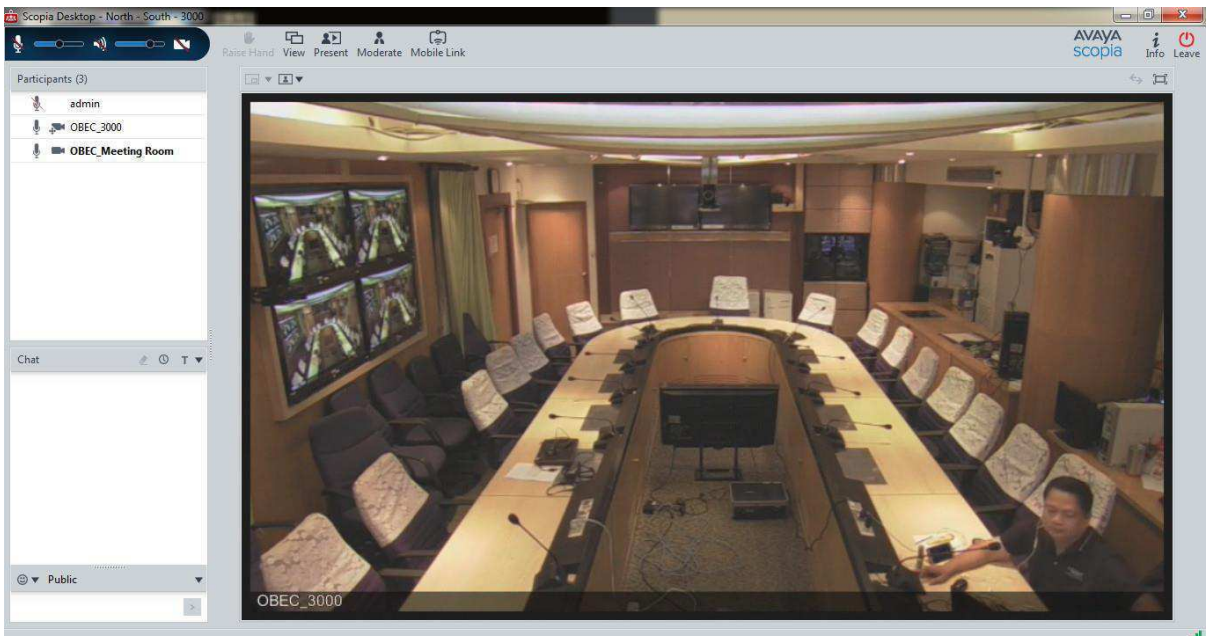 Scopia Desktop - North - South - 3000
Raise Hand View Present Moderate Mobile Link
AVAYA
scopia
Info Leave
Participants (3)
admin
OBEC_3000
OBEC_Meeting Room
Chat
T
Public
OBEC_3000